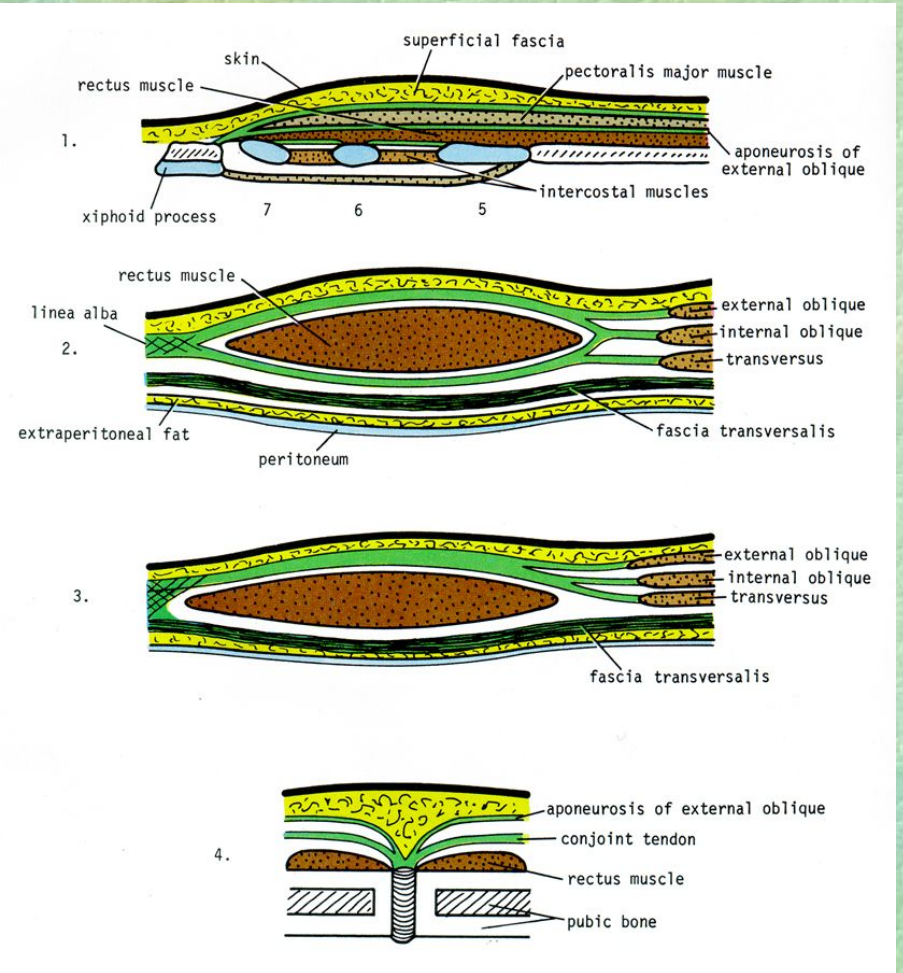 superficial fascia
skin
pectoralis major muscle
rectus muscle
1.
aponeurosis of
external oblique
intercostal muscles
xiphoid process
7 6 5
rectus muscle
linea alba
external oblique
internal oblique
2.
transversus
extraperitoneal fat
fascia transversalis
peritoneum
external oblique
internal oblique
3.
transversus
fascia transversalis
aponeurosis of external oblique
conjoint tendon
4.
rectus muscle
pubic bone